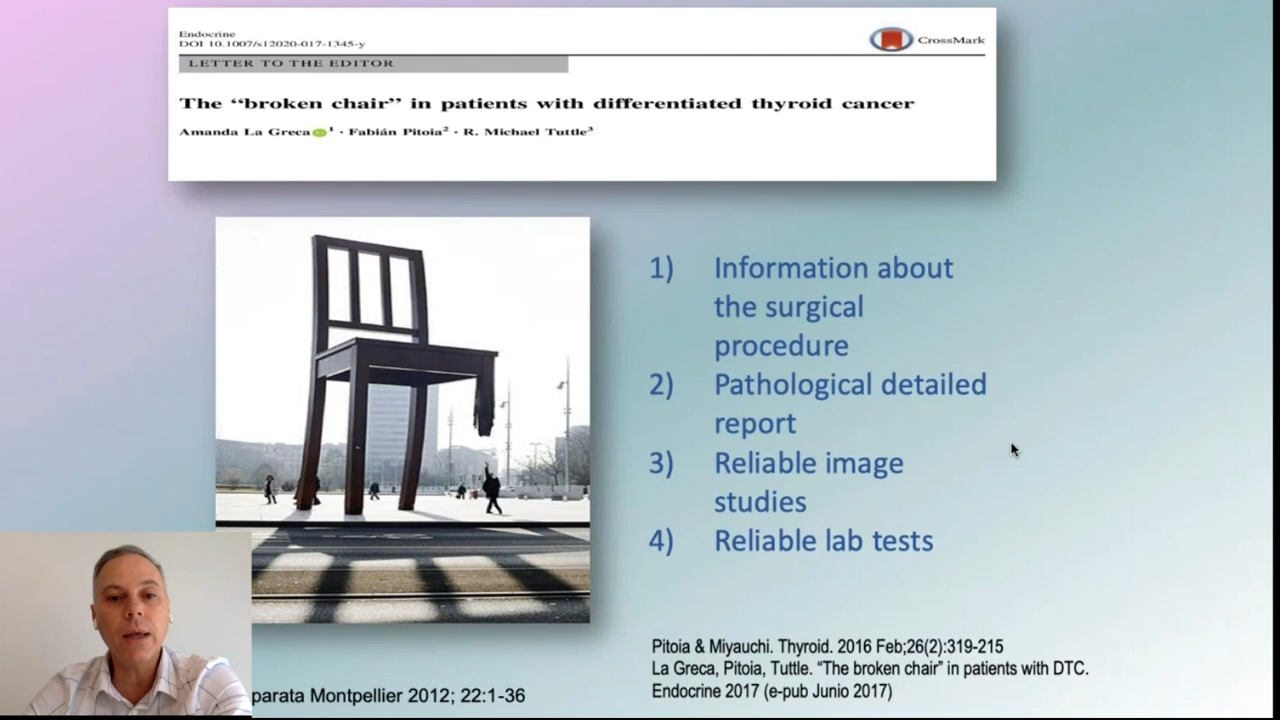 Endocrine
DOI 10.1007/s12020-017-1345-y
CrossMark
LETTER TO THE EDITOR
The “broken chair” in patients with differentiated thyroid cancer
Amanda La Greca 1 · Fabián Pitoia2 · R. Michael Tuttle3
1) Information about
the surgical
procedure
2) Pathological detailed
report
3) Reliable image
studies
4) Reliable lab tests
Pitoia & Miyauchi. Thyroid. 2016 Feb;26(2):319-215
La Greca, Pitoia, Tuttle. “The broken chair” in patients with DTC.
Endocrine 2017 (e-pub Junio 2017)
parata Montpellier 2012; 22:1-36